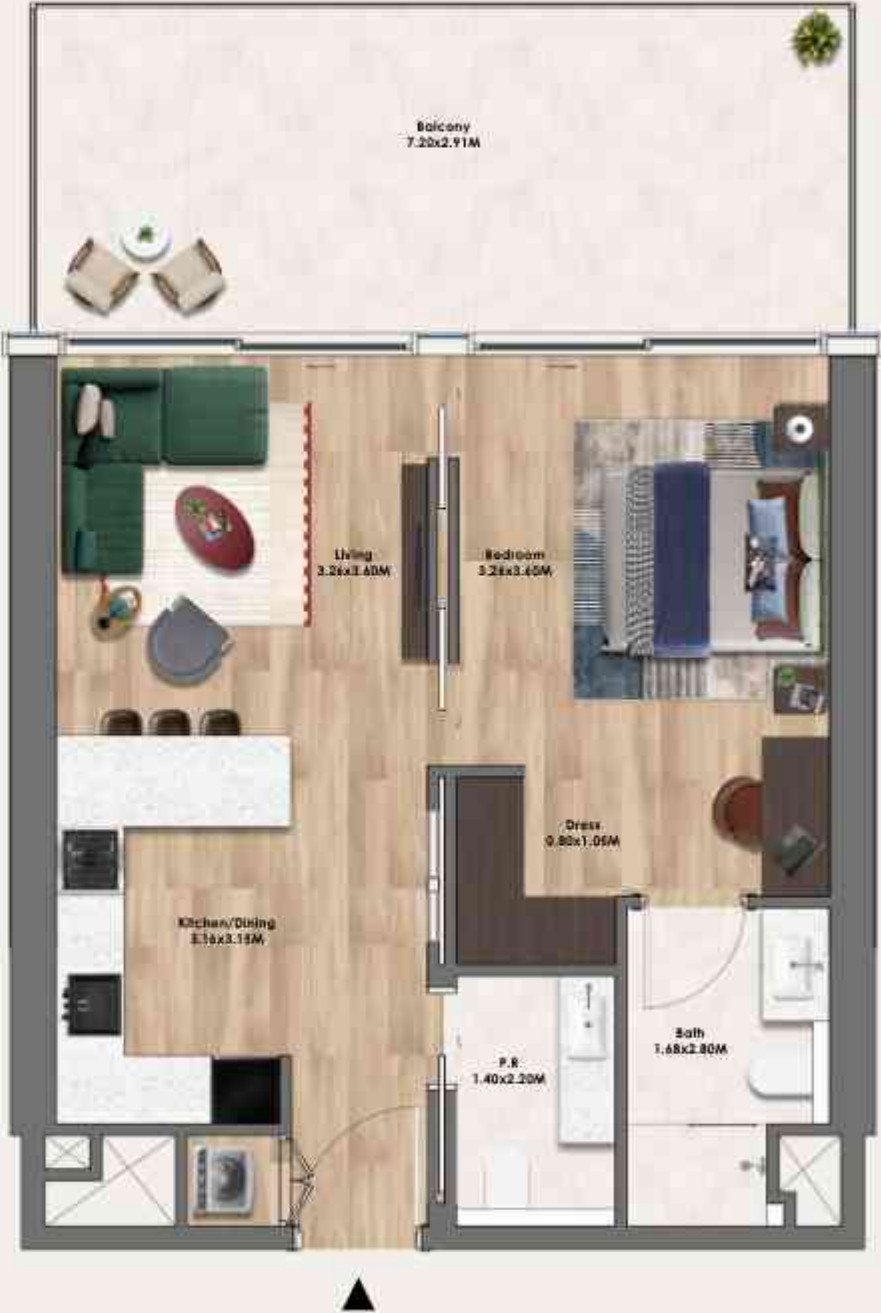 Balcony
7.20x2.91M
Living
3.26x3.60M
Bedroom
3.26x3.60M
Dress
0.80x1.05M
Kitchen/Dining
3.16x3.15M
Bath
1.68x2.80M
P.R
1.40x2.20M